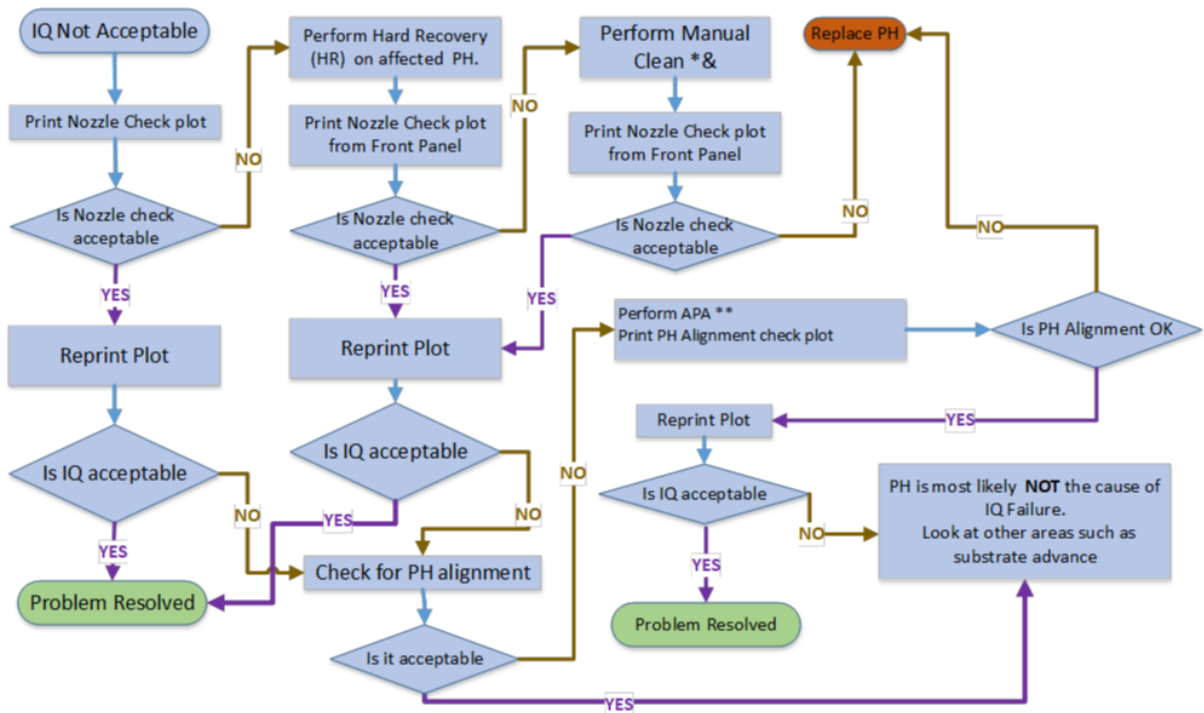 IQ Not Acceptable
Print Nozzle Check plot
Is Nozzle check
acceptable
NO
YES
Reprint Plot
Is IQ acceptable
NO
YES
Problem Resolved
Perform Hard Recovery
(HR) on affected PH.
Print Nozzle Check plot
from Front Panel
Is Nozzle check
acceptable
NO
YES
Reprint Plot
Is IQ acceptable
NO
YES
Check for PH alignment
Is it acceptable
NO
YES
Perform Manual
Clean *&
Print Nozzle Check plot
from Front Panel
Is Nozzle check
acceptable
NO
YES
Replace PH
Perform APA **
Print PH Alignment check plot
Is PH Alignment OK
NO
YES
Reprint Plot
Is IQ acceptable
NO
YES
Problem Resolved
PH is most likely NOT the cause of
IQ Failure.
Look at other areas such as
substrate advance